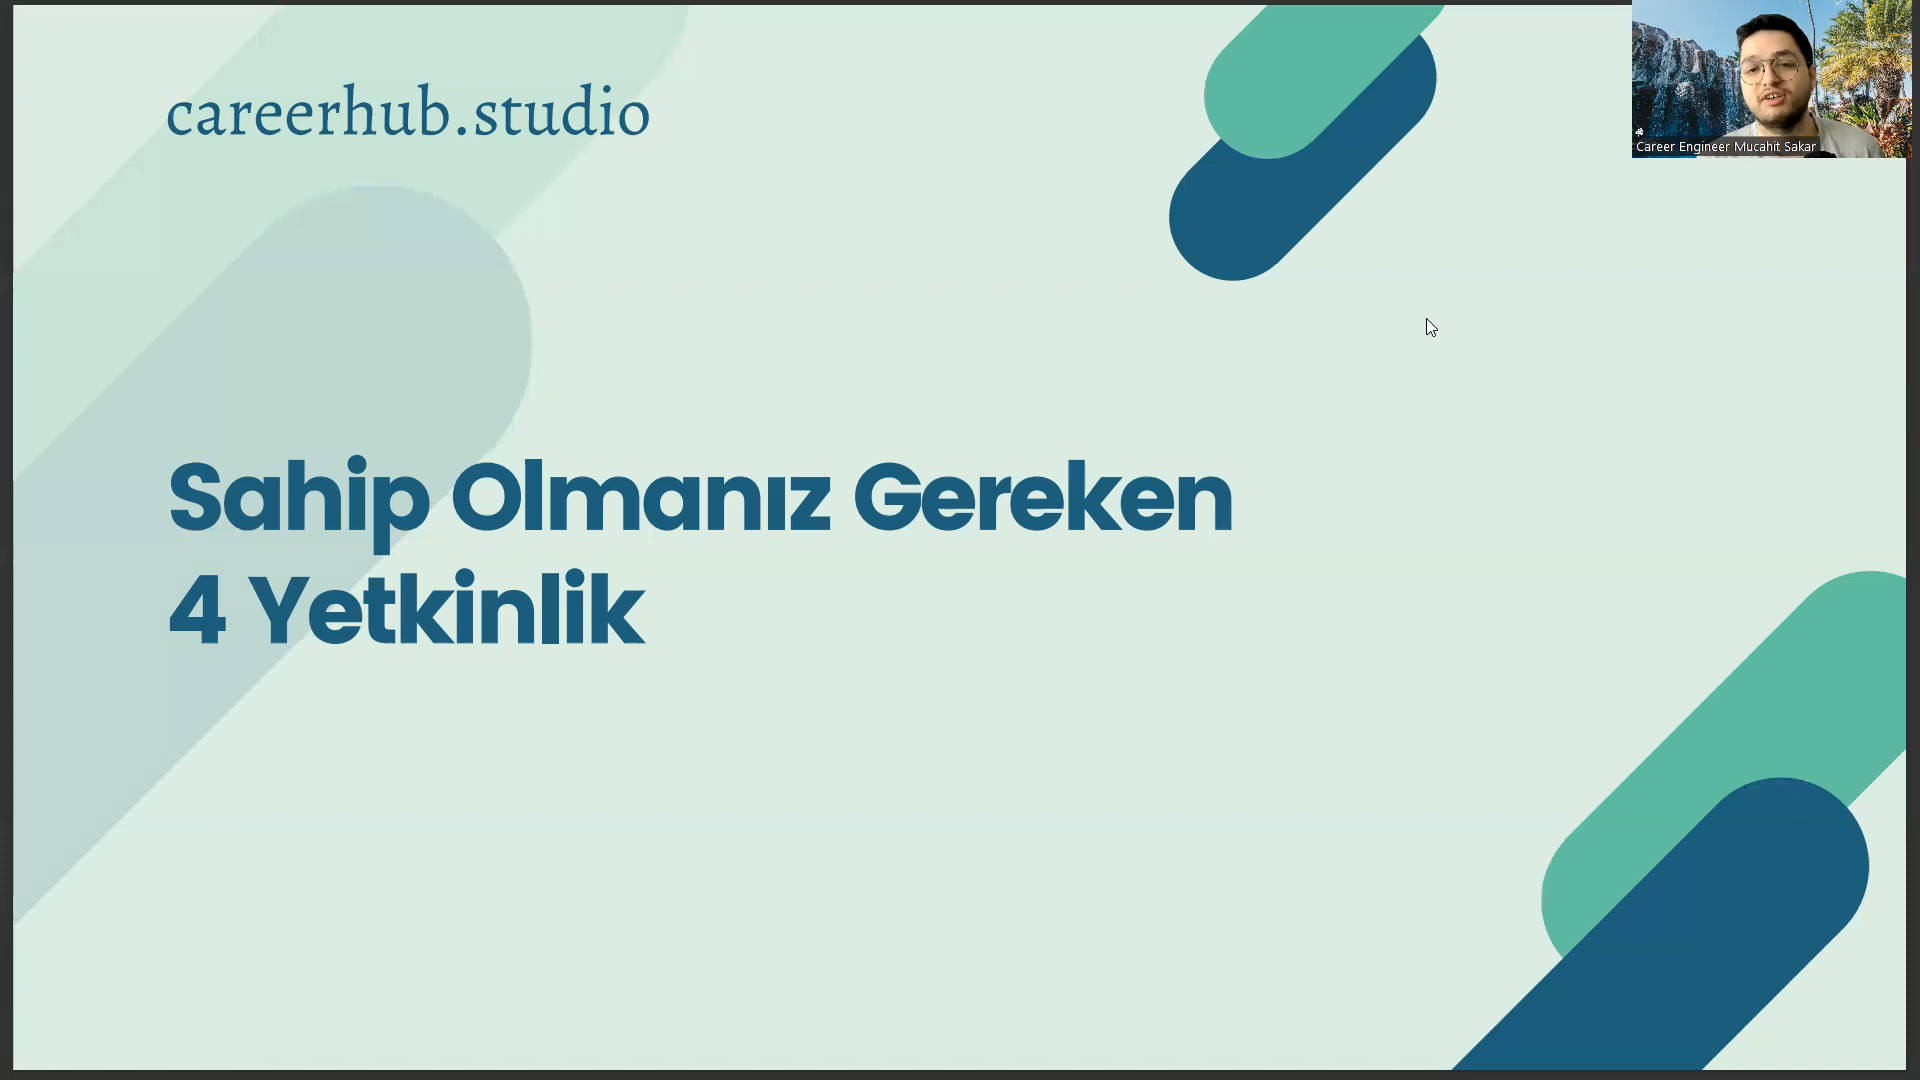 careerhub.studio
Career Engineer Mucahit Sakar
Sahip Olmanız Gereken
4 Yetkinlik